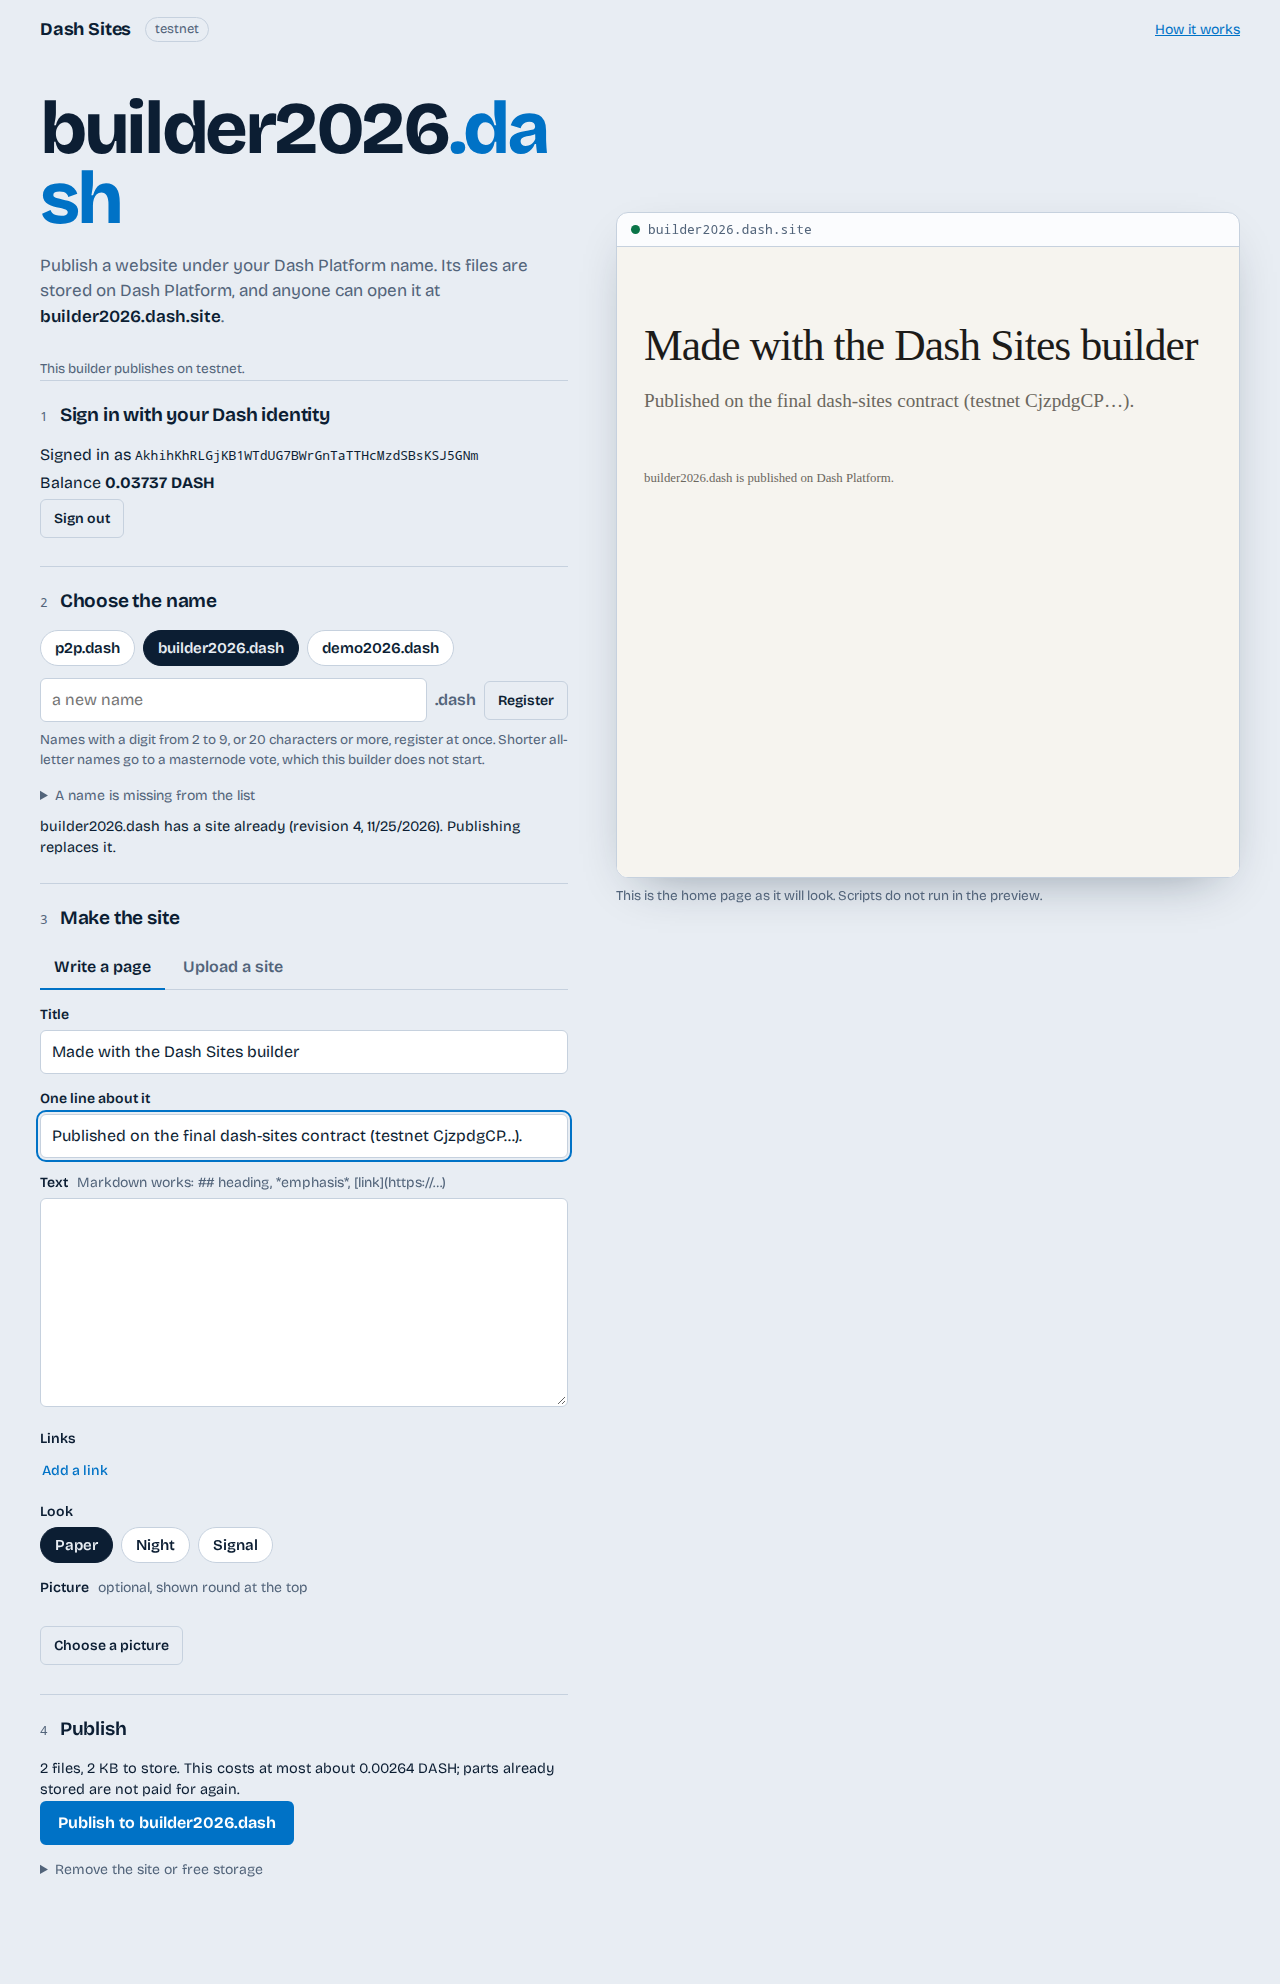 Dash Sites
testnet
How it works
builder2026.da
sh
Publish a website under your Dash Platform name. Its files are
stored on Dash Platform, and anyone can open it at
builder2026.dash.site.
This builder publishes on testnet.
1 Sign in with your Dash identity
Signed in as AkhihKhRLGjKB1WTdUG7BWrGnTaTTHcMzdSBsKSJ5GNm
Balance 0.03737 DASH
Sign out
2 Choose the name
p2p.dash
builder2026.dash
demo2026.dash
a new name
.dash
Register
Names with a digit from 2 to 9, or 20 characters or more, register at once. Shorter all-
letter names go to a masternode vote, which this builder does not start.
A name is missing from the list
builder2026.dash has a site already (revision 4, 11/25/2026). Publishing
replaces it.
3 Make the site
Write a page
Upload a site
Title
Made with the Dash Sites builder
One line about it
Published on the final dash-sites contract (testnet CjzpdgCP…).
Text Markdown works: ## heading, *emphasis*, [link](https://…)
Links
Add a link
Look
Paper
Night
Signal
Picture optional, shown round at the top
Choose a picture
4 Publish
2 files, 2 KB to store. This costs at most about 0.00264 DASH; parts already
stored are not paid for again.
Publish to builder2026.dash
Remove the site or free storage
builder2026.dash.site
Made with the Dash Sites builder
Published on the final dash-sites contract (testnet CjzpdgCP…).
builder2026.dash is published on Dash Platform.
This is the home page as it will look. Scripts do not run in the preview.